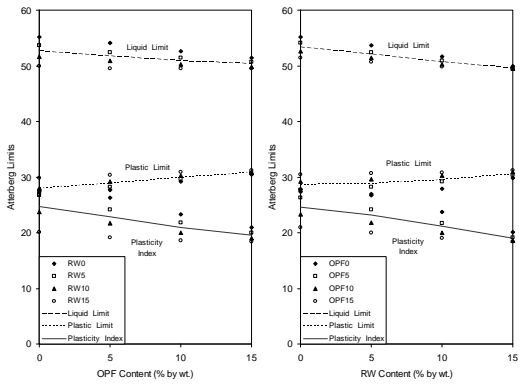 60
50
40
30
20
10
0
Atterberg Limits
Liquid Limit
Plastic Limit
Plasticity
Index
RW0
RW5
RW10
RW15
Liquid Limit
Plastic Limit
Plasticity Index
0
5
10
15
OPF Content (% by wt.)
60
50
40
30
20
10
0
Atterberg Limits
Liquid Limit
Plastic Limit
Plasticity
Index
OPF0
OPF5
OPF10
OPF15
Liquid Limit
Plastic Limit
Plasticity Index
0
5
10
15
RW Content (% by wt.)